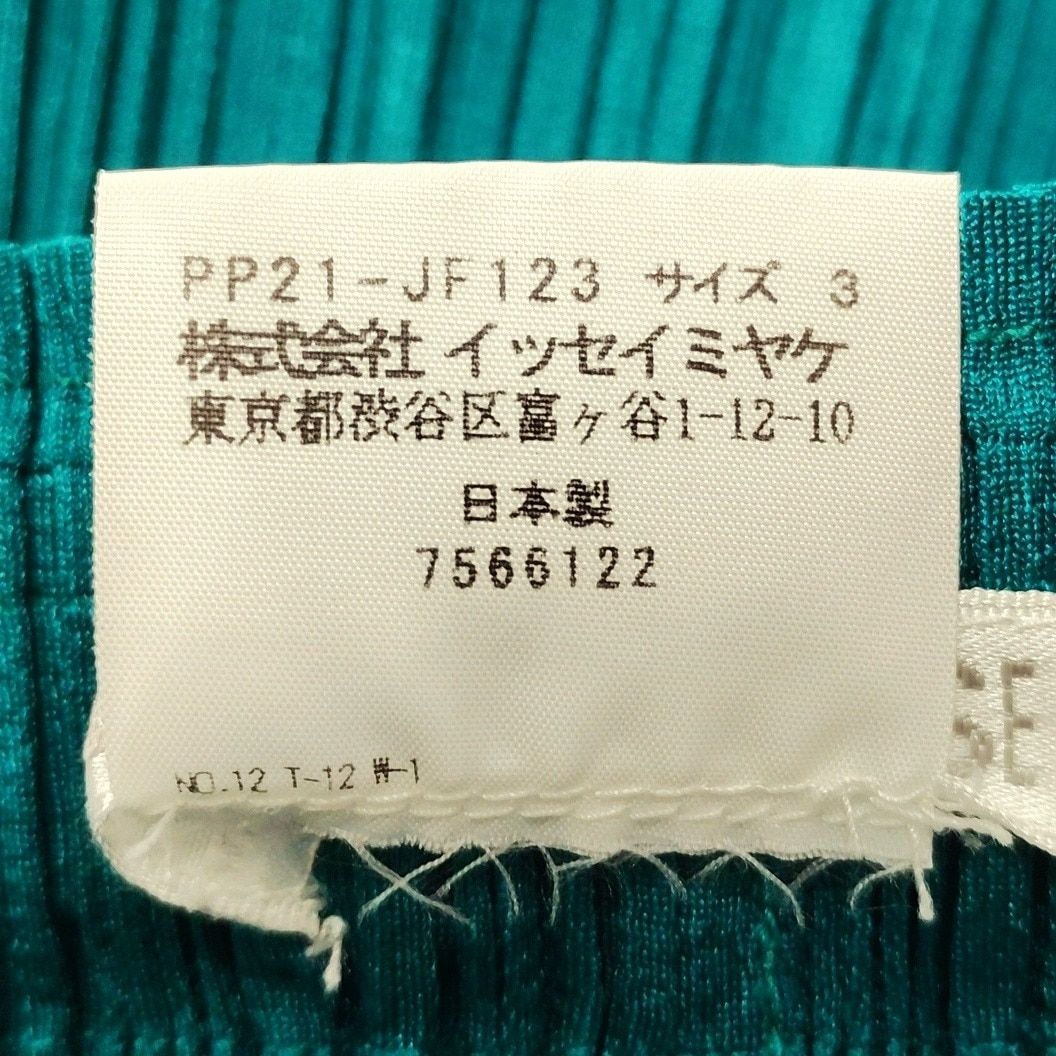 PP21-JF123 サイズ 3
株式会社 イッセイミヤケ
東京都渋谷区富ヶ谷1-12-10
日本製
7566122
SE
NO.12 T-12 W-1